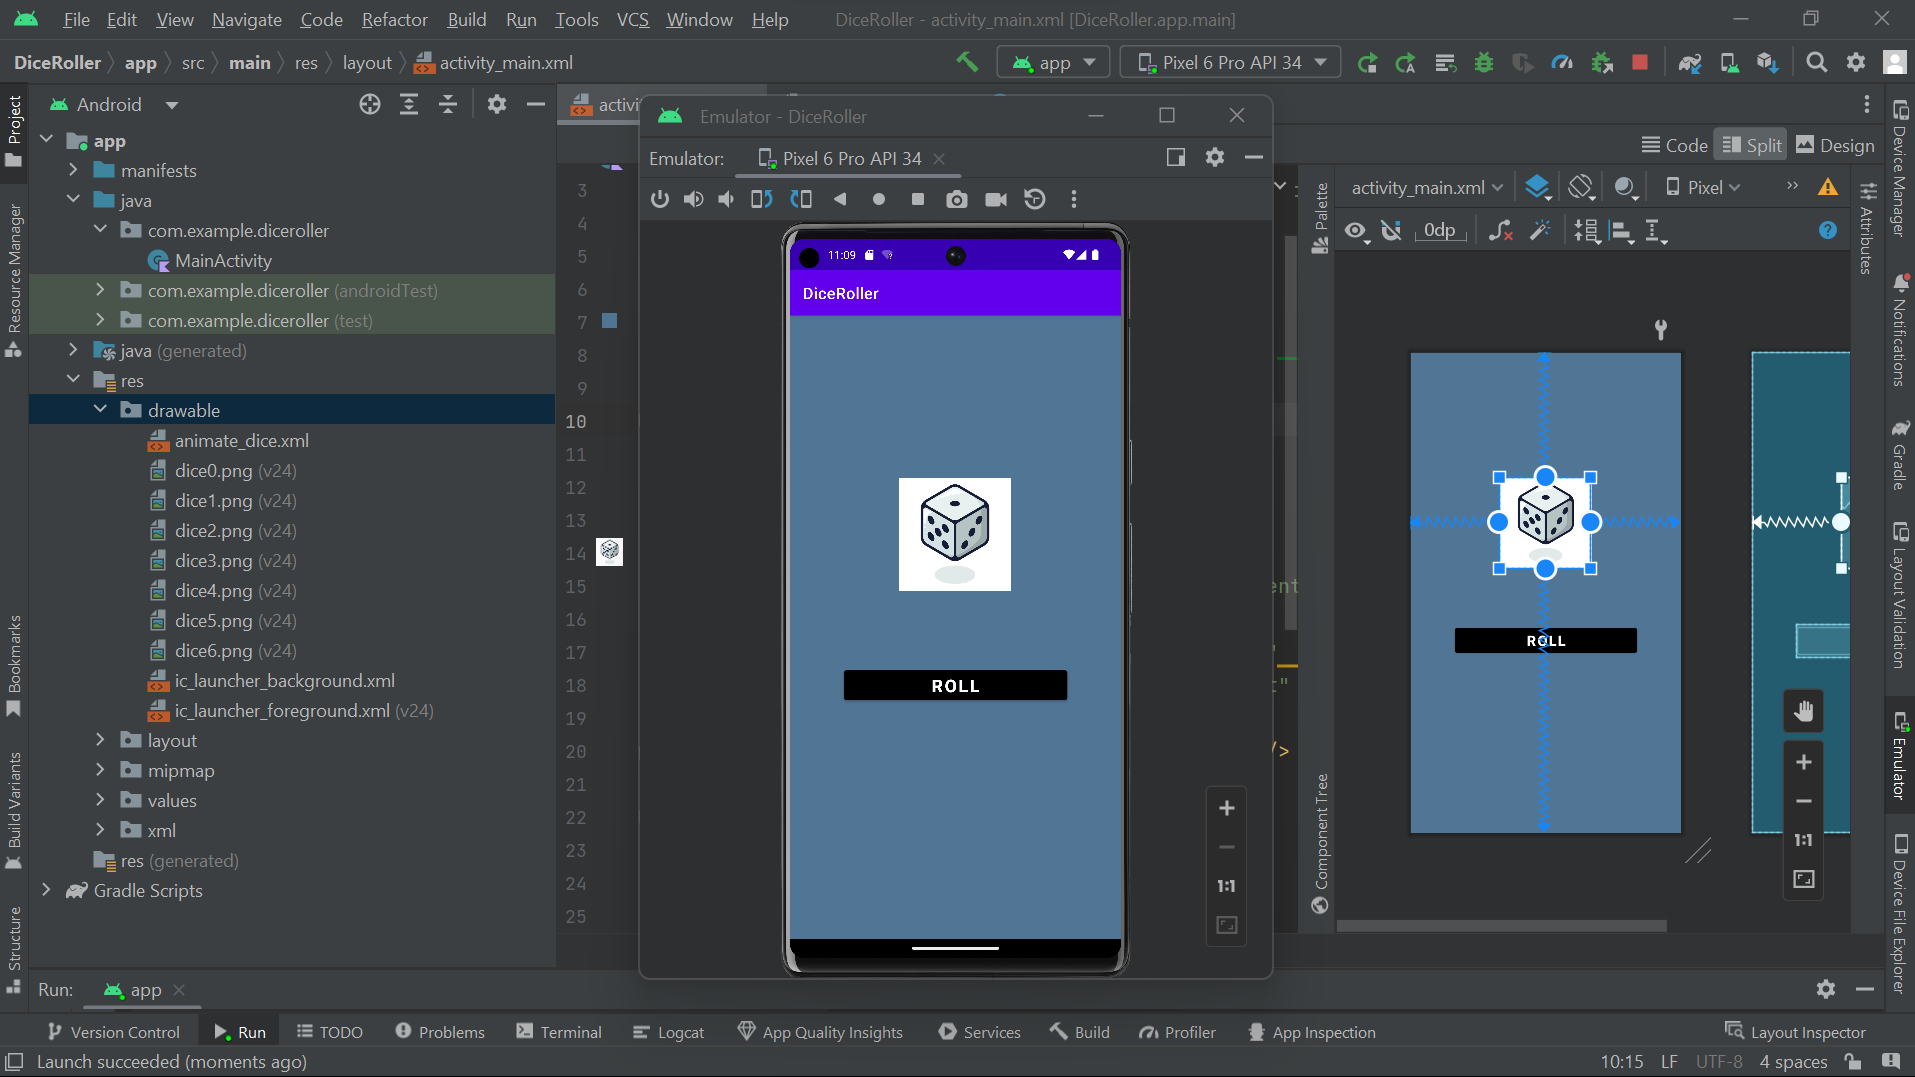 File Edit View Navigate Code Refactor Build Run Tools VCS Window Help DiceRoller - activity_main.xml [DiceRoller.app.main]
DiceRoller app src main res layout activity_main.xml app Pixel 6 Pro API 34
Project
Resource Manager
Bookmarks
Build Variants
Structure
Android
app
manifests
java
com.example.diceroller
MainActivity
com.example.diceroller (androidTest)
com.example.diceroller (test)
java (generated)
res
drawable
animate_dice.xml
dice0.png (v24)
dice1.png (v24)
dice2.png (v24)
dice3.png (v24)
dice4.png (v24)
dice5.png (v24)
dice6.png (v24)
ic_launcher_background.xml
ic_launcher_foreground.xml (v24)
layout
mipmap
values
xml
res (generated)
Gradle Scripts
3
4
5
6
7
8
9
10
11
12
13
14
15
16
17
18
19
20
21
22
23
24
25
Emulator - DiceRoller
Emulator: Pixel 6 Pro API 34
11:09
DiceRoller
ROLL
1:1
/>
Code Split Design
Palette
Component Tree
activity_main.xml Pixel
0dp
ROLL
1:1
Attributes
Device Manager
Notifications
Gradle
Layout Validation
Emulator
Device File Explorer
Run: app
Version Control Run TODO Problems Terminal Logcat App Quality Insights Services Build Profiler App Inspection Layout Inspector
Launch succeeded (moments ago) 10:15 LF UTF-8 4 spaces